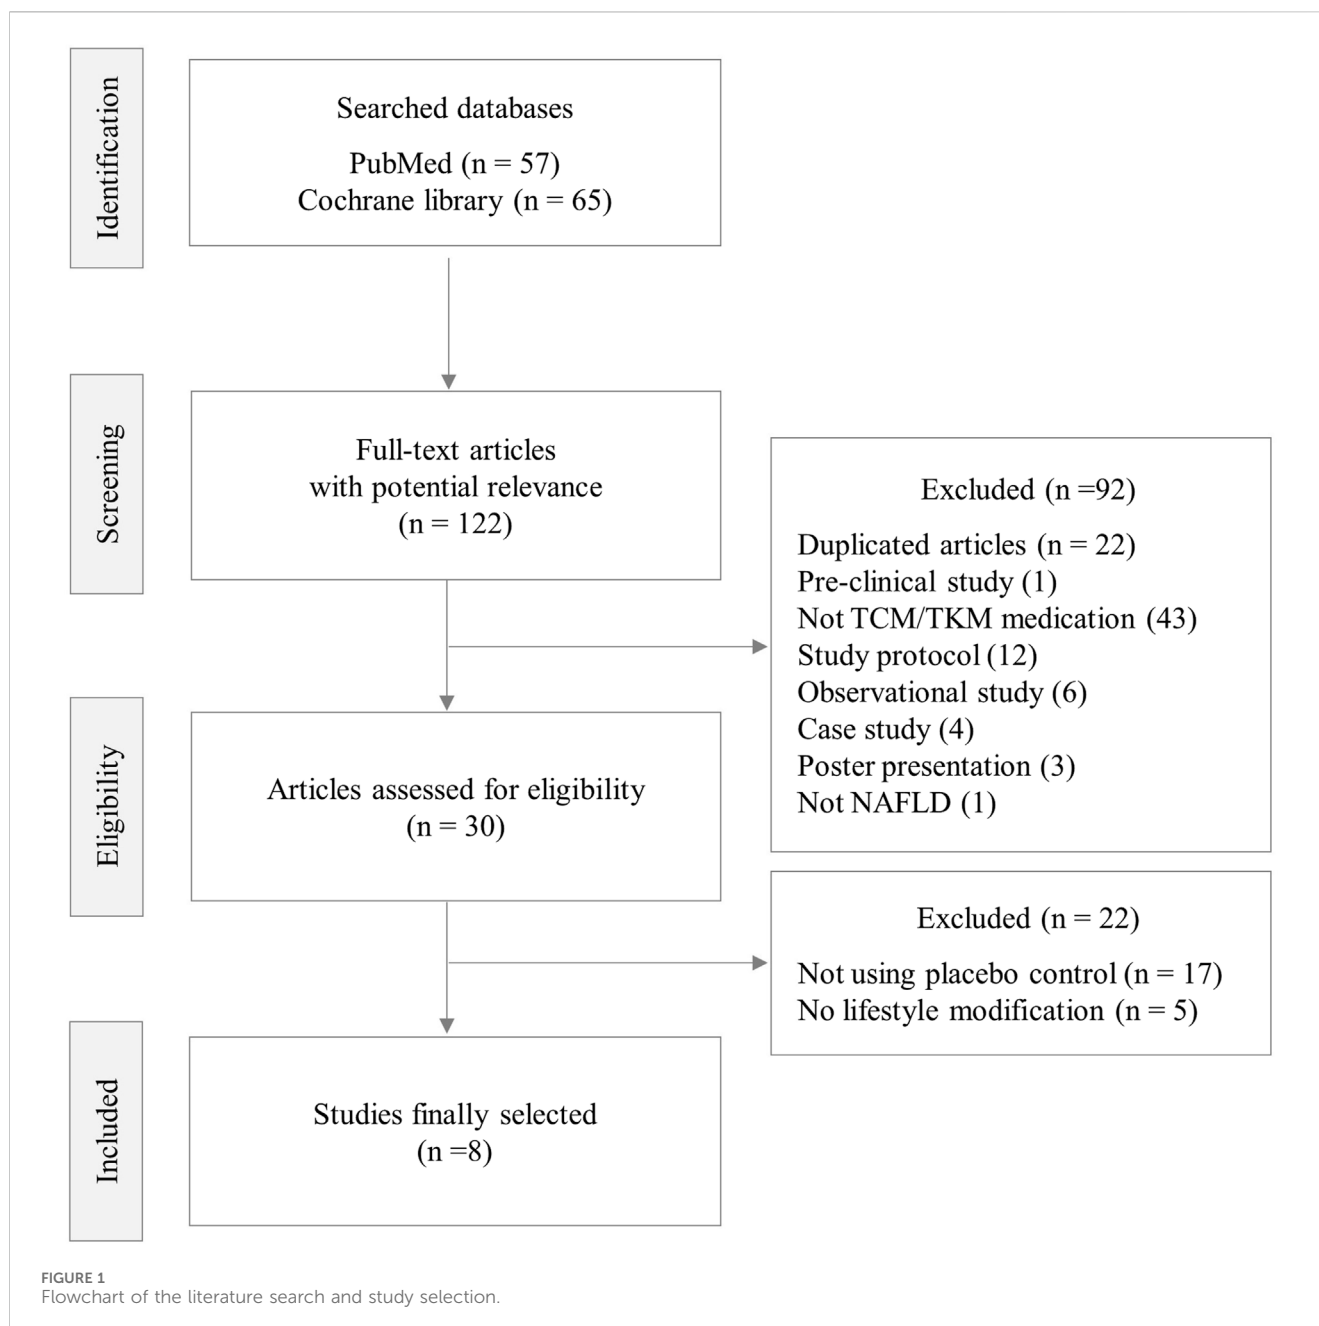 Identification
Searched databases
PubMed (n = 57)
Cochrane library (n = 65)
Screening
Full-text articles
with potential relevance
(n = 122)
Excluded (n =92)
Duplicated articles (n = 22)
Pre-clinical study (1)
Not TCM/TKM medication (43)
Study protocol (12)
Observational study (6)
Case study (4)
Poster presentation (3)
Not NAFLD (1)
Eligibility
Articles assessed for eligibility
(n = 30)
Excluded (n = 22)
Not using placebo control (n = 17)
No lifestyle modification (n = 5)
Included
Studies finally selected
(n =8)
FIGURE 1
Flowchart of the literature search and study selection.